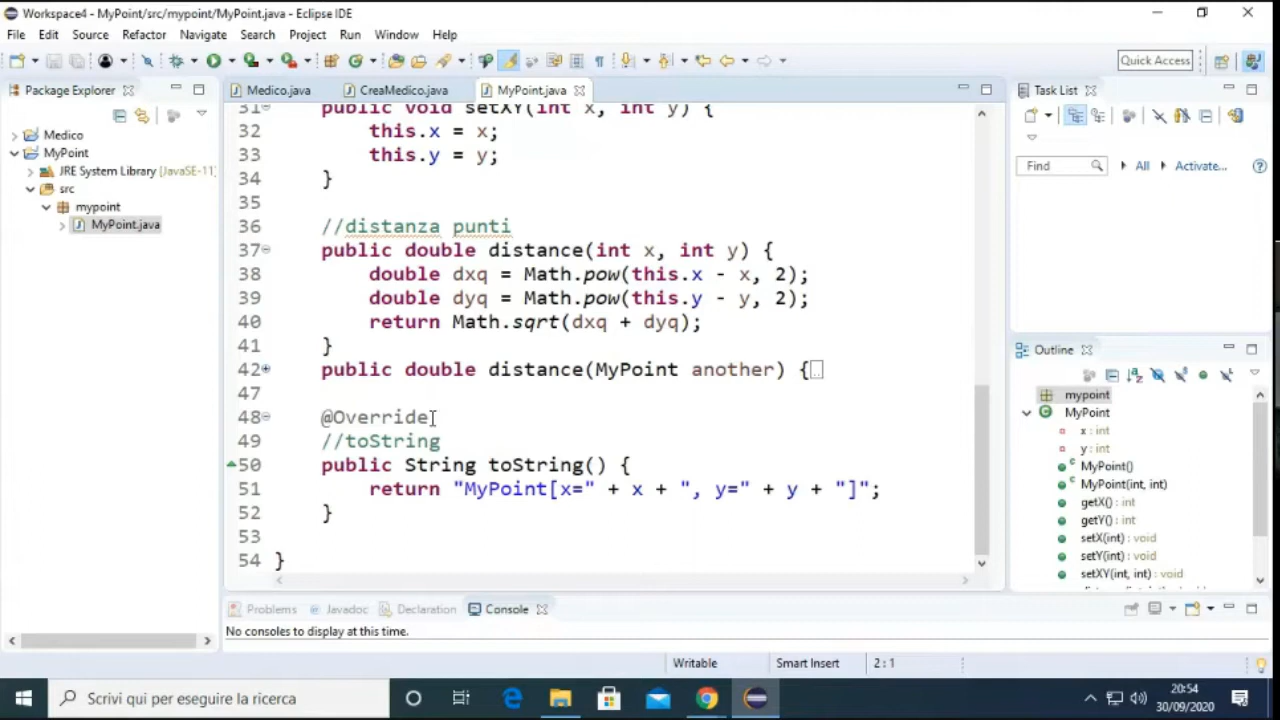 Workspace4 - MyPoint/src/mypoint/MyPoint.java - Eclipse IDE
File Edit Source Refactor Navigate Search Project Run Window Help
Quick Access
Package Explorer
Medico
MyPoint
JRE System Library [JavaSE-11]
src
mypoint
MyPoint.java
Medico.java CreaMedico.java MyPoint.java
31 public void setXY(int x, int y) {
32 this.x = x;
33 this.y = y;
34 }
35
36 //distanza punti
37 public double distance(int x, int y) {
38 double dxq = Math.pow(this.x - x, 2);
39 double dyq = Math.pow(this.y - y, 2);
40 return Math.sqrt(dxq + dyq);
41 }
42 public double distance(MyPoint another) {
47
48 @Override
49 //toString
50 public String toString() {
51 return "MyPoint[x=" + x + ", y=" + y + "]";
52 }
53
54 }
Task List
Find All Activate...
Outline
mypoint
MyPoint
x : int
y : int
MyPoint()
MyPoint(int, int)
getX() : int
getY() : int
setX(int) : void
setY(int) : void
setXY(int, int) : void
Problems Javadoc Declaration Console
No consoles to display at this time.
Writable Smart Insert 2 : 1
Scrivi qui per eseguire la ricerca
20:54
30/09/2020